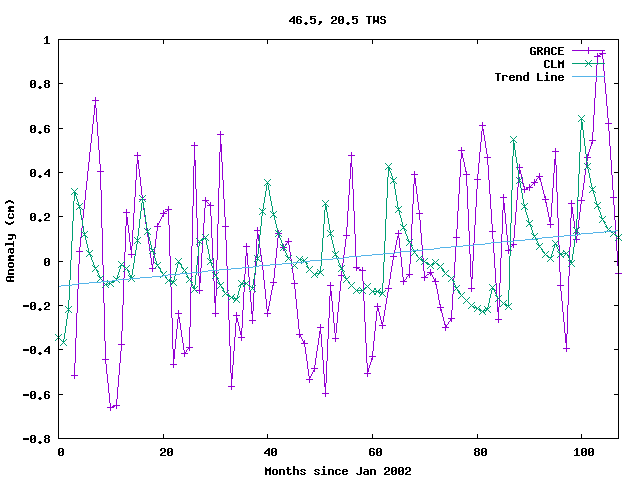 46.5, 20.5 TWS
GRACE
CLM
Trend Line
1
0.8
0.6
0.4
0.2
0
-0.2
-0.4
-0.6
-0.8
Anomaly (cm)
0 20 40 60 80 100
Months since Jan 2002